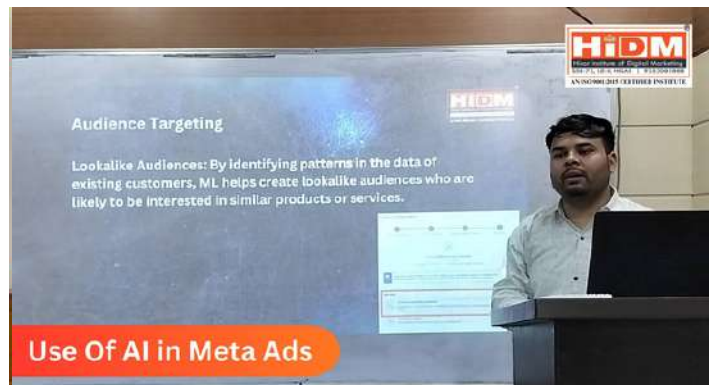 HiDM
Hisar Institute of Digital Marketing
AN ISO 9001:2015 CERTIFIED INSTITUTE
HIDM
Audience Targeting
Lookalike Audiences: By identifying patterns in the data of
existing customers, ML helps create lookalike audiences who are
likely to be interested in similar products or services.
Use Of AI in Meta Ads